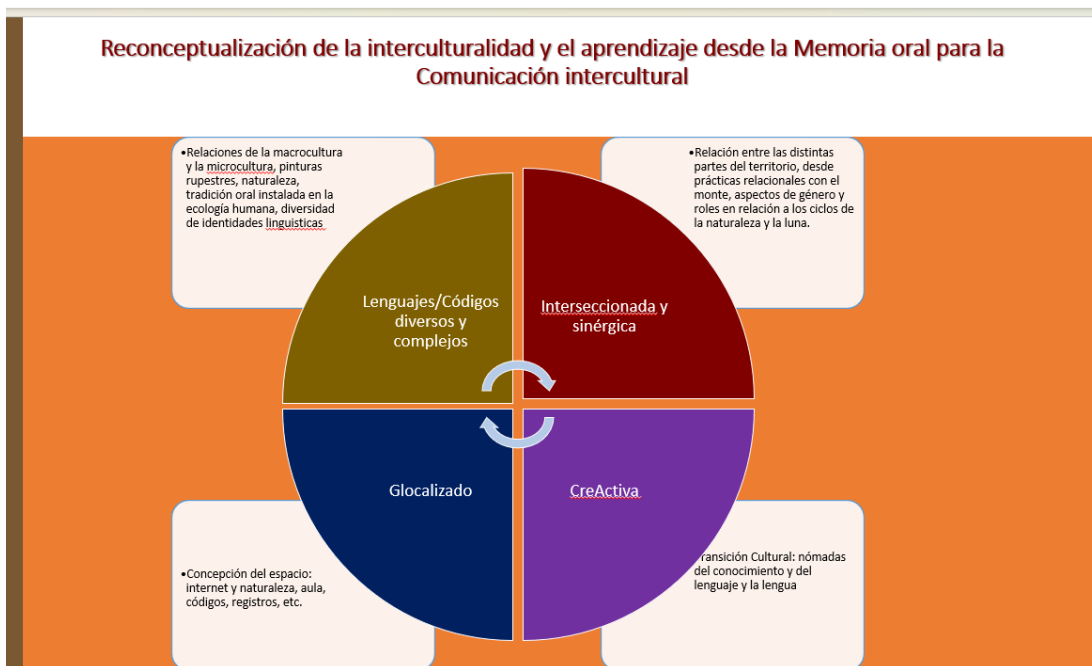 Reconceptualización de la interculturalidad y el aprendizaje desde la Memoria oral para la
Comunicación intercultural
•Relaciones de la macrocultura
y la microcultura, pinturas
rupestres, naturaleza,
tradición oral instalada en la
ecología humana, diversidad
de identidades linguisticas
•Relación entre las distintas
partes del territorio, desde
prácticas relacionales con el
monte, aspectos de género y
roles en relación a los ciclos de
la naturaleza y la luna.
Lenguajes/Códigos
diversos y
complejos
Interseccionada y
sinérgica
Glocalizado
CreActiva
•Concepción del espacio:
internet y naturaleza, aula,
códigos, registros, etc.
ransición Cultural: nómadas
del conocimiento y del
lenguaje y la lengua